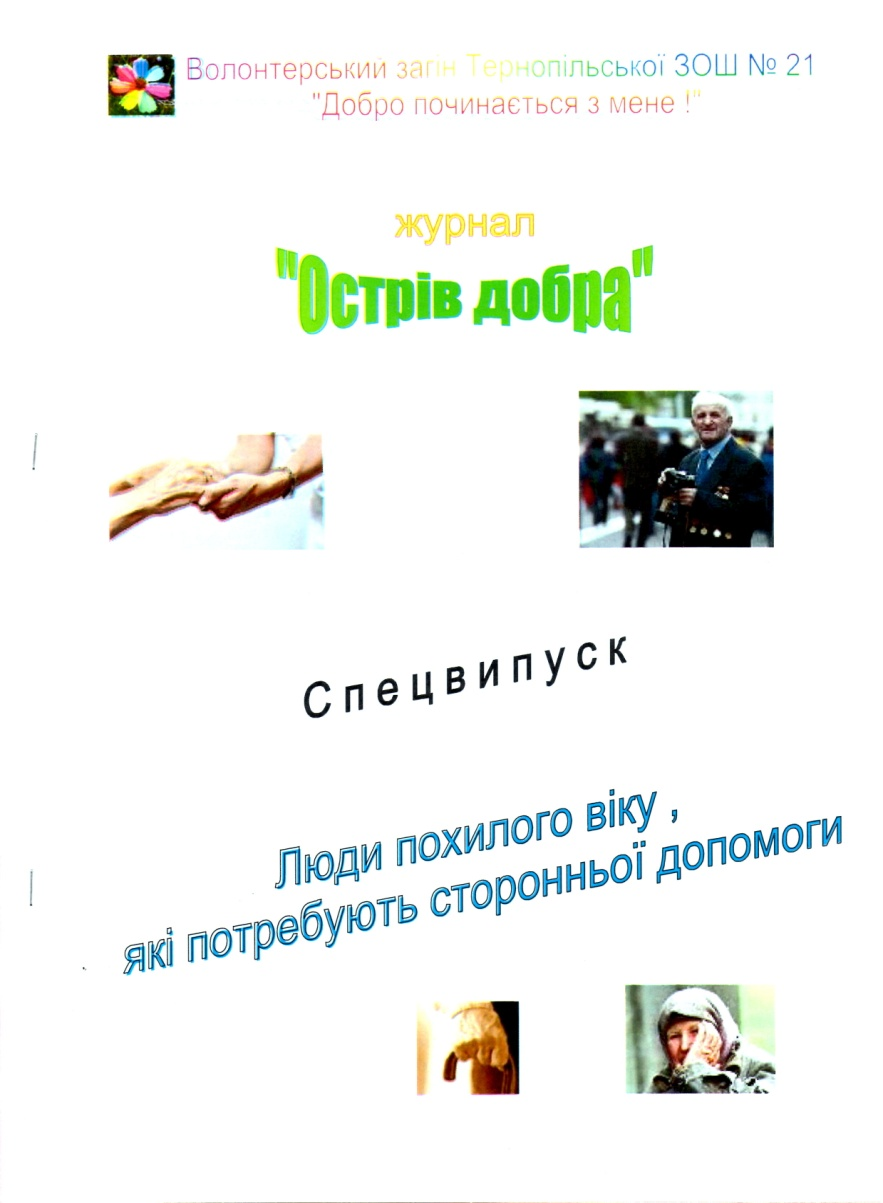 Волонтерський загін Тернопільської ЗОШ № 21
"Добро починається з мене !"
журнал
"Острів добра"
Спецвипуск
Люди похилого віку ,
які потребують сторонньої допомоги